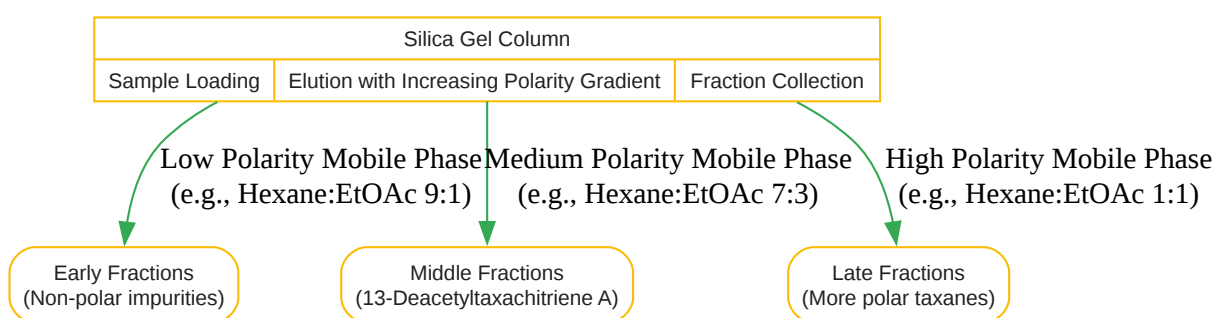 Silica Gel Column
Sample Loading
Elution with Increasing Polarity Gradient
Fraction Collection
Low Polarity Mobile Phase
(e.g., Hexane:EtOAc 9:1)
Medium Polarity Mobile Phase
(e.g., Hexane:EtOAc 7:3)
High Polarity Mobile Phase
(e.g., Hexane:EtOAc 1:1)
Early Fractions
(Non-polar impurities)
Middle Fractions
(13-Deacetyltaxachitriene A)
Late Fractions
(More polar taxanes)